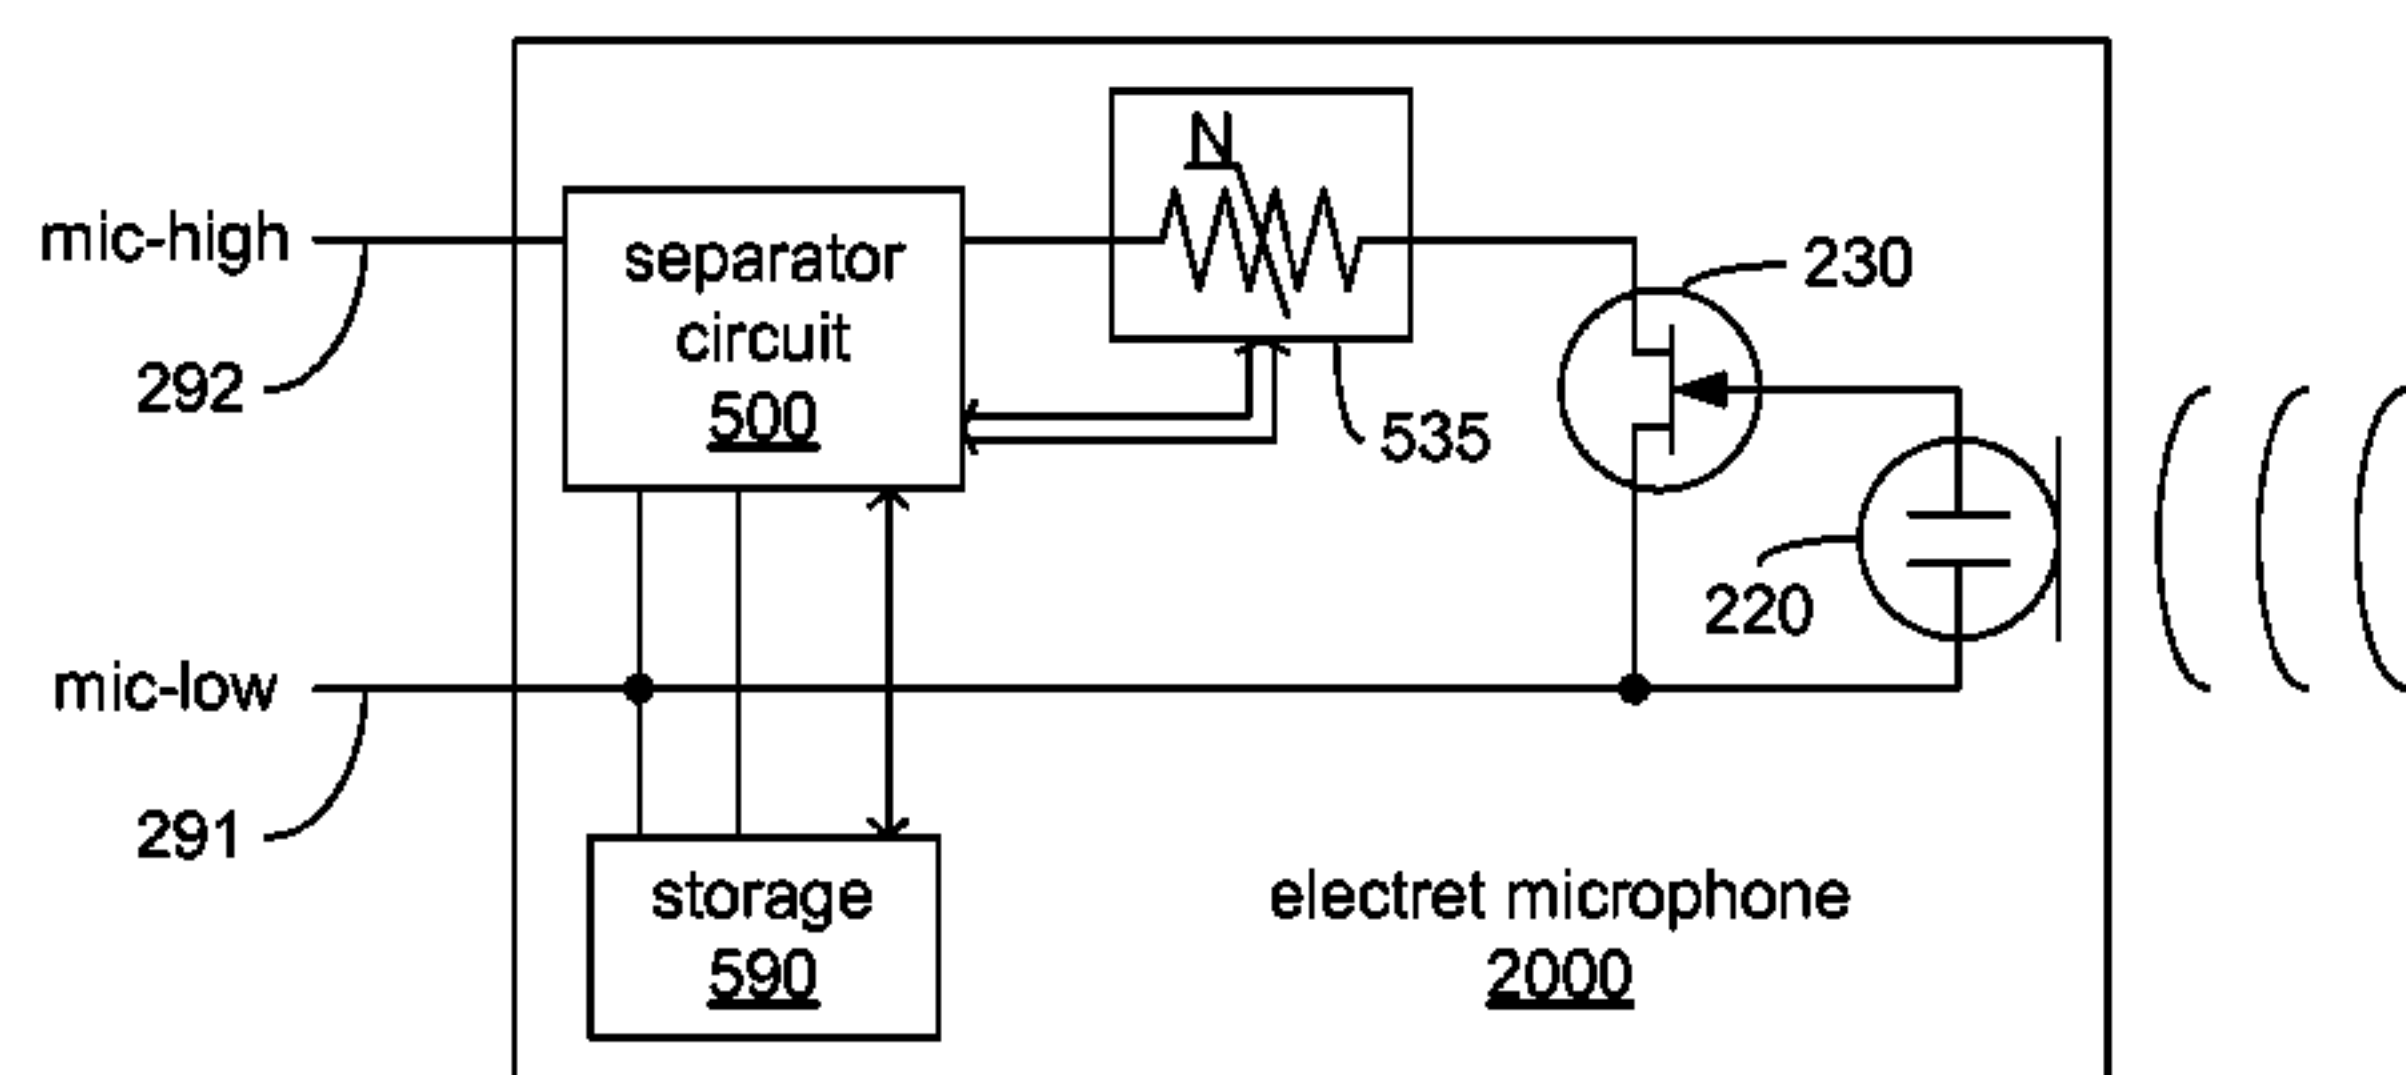 N
mic-high
separator
circuit
500
230
292
535
220
mic-low
291
storage
590
electret microphone
2000